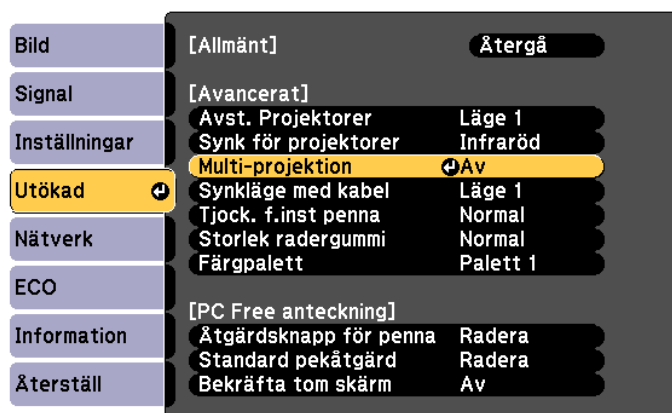 Bild
Signal
Inställningar
Utökad
Nätverk
ECO
Information
Återställ
[Allmänt] Återgå
[Avancerat]
Avst. Projektorer Läge 1
Synk för projektorer Infraröd
Multi-projektion Av
Synkläge med kabel Läge 1
Tjock. f.inst penna Normal
Storlek radergummi Normal
Färgpalett Palett 1
[PC Free anteckning]
Åtgärdsknapp för penna Radera
Standard pekåtgärd Radera
Bekräfta tom skärm Av